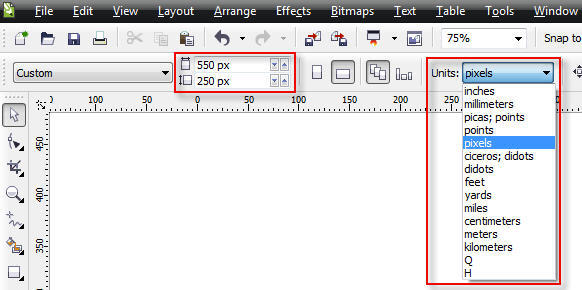 File Edit View Layout Arrange Effects Bitmaps Text Table Tools Window
75% Snap to
Custom 550 px Units: pixels
250 px
100 50 0 50 100 150 200 250
450
400
350
inches
millimeters
picas; points
points
pixels
ciceros; didots
didots
feet
yards
miles
centimeters
meters
kilometers
Q
H